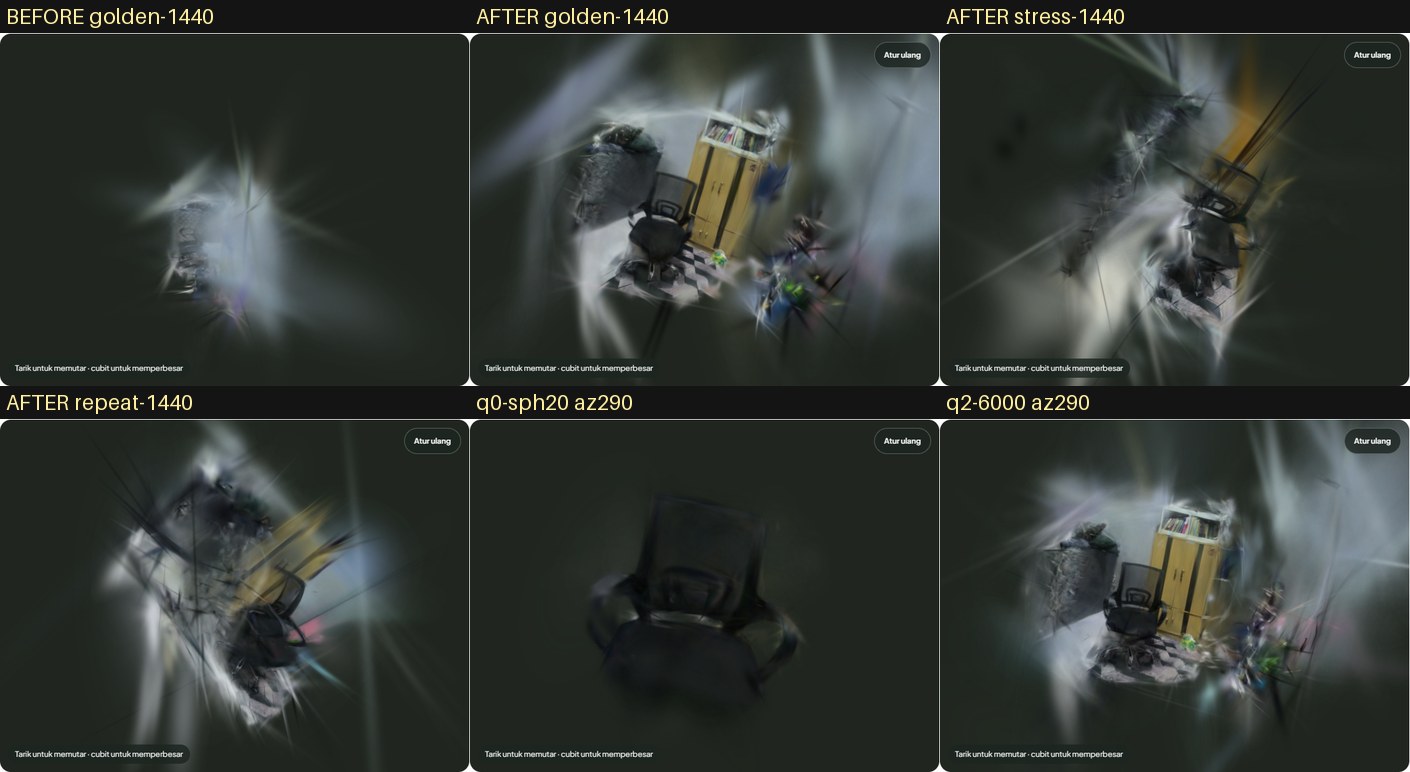 BEFORE golden-1440
AFTER golden-1440
AFTER stress-1440
Atur ulang
Atur ulang
Tarik untuk memutar · cubit untuk memperbesar
Tarik untuk memutar · cubit untuk memperbesar
Tarik untuk memutar · cubit untuk memperbesar
AFTER repeat-1440
q0-sph20 az290
q2-6000 az290
Atur ulang
Atur ulang
Atur ulang
Tarik untuk memutar · cubit untuk memperbesar
Tarik untuk memutar · cubit untuk memperbesar
Tarik untuk memutar · cubit untuk memperbesar